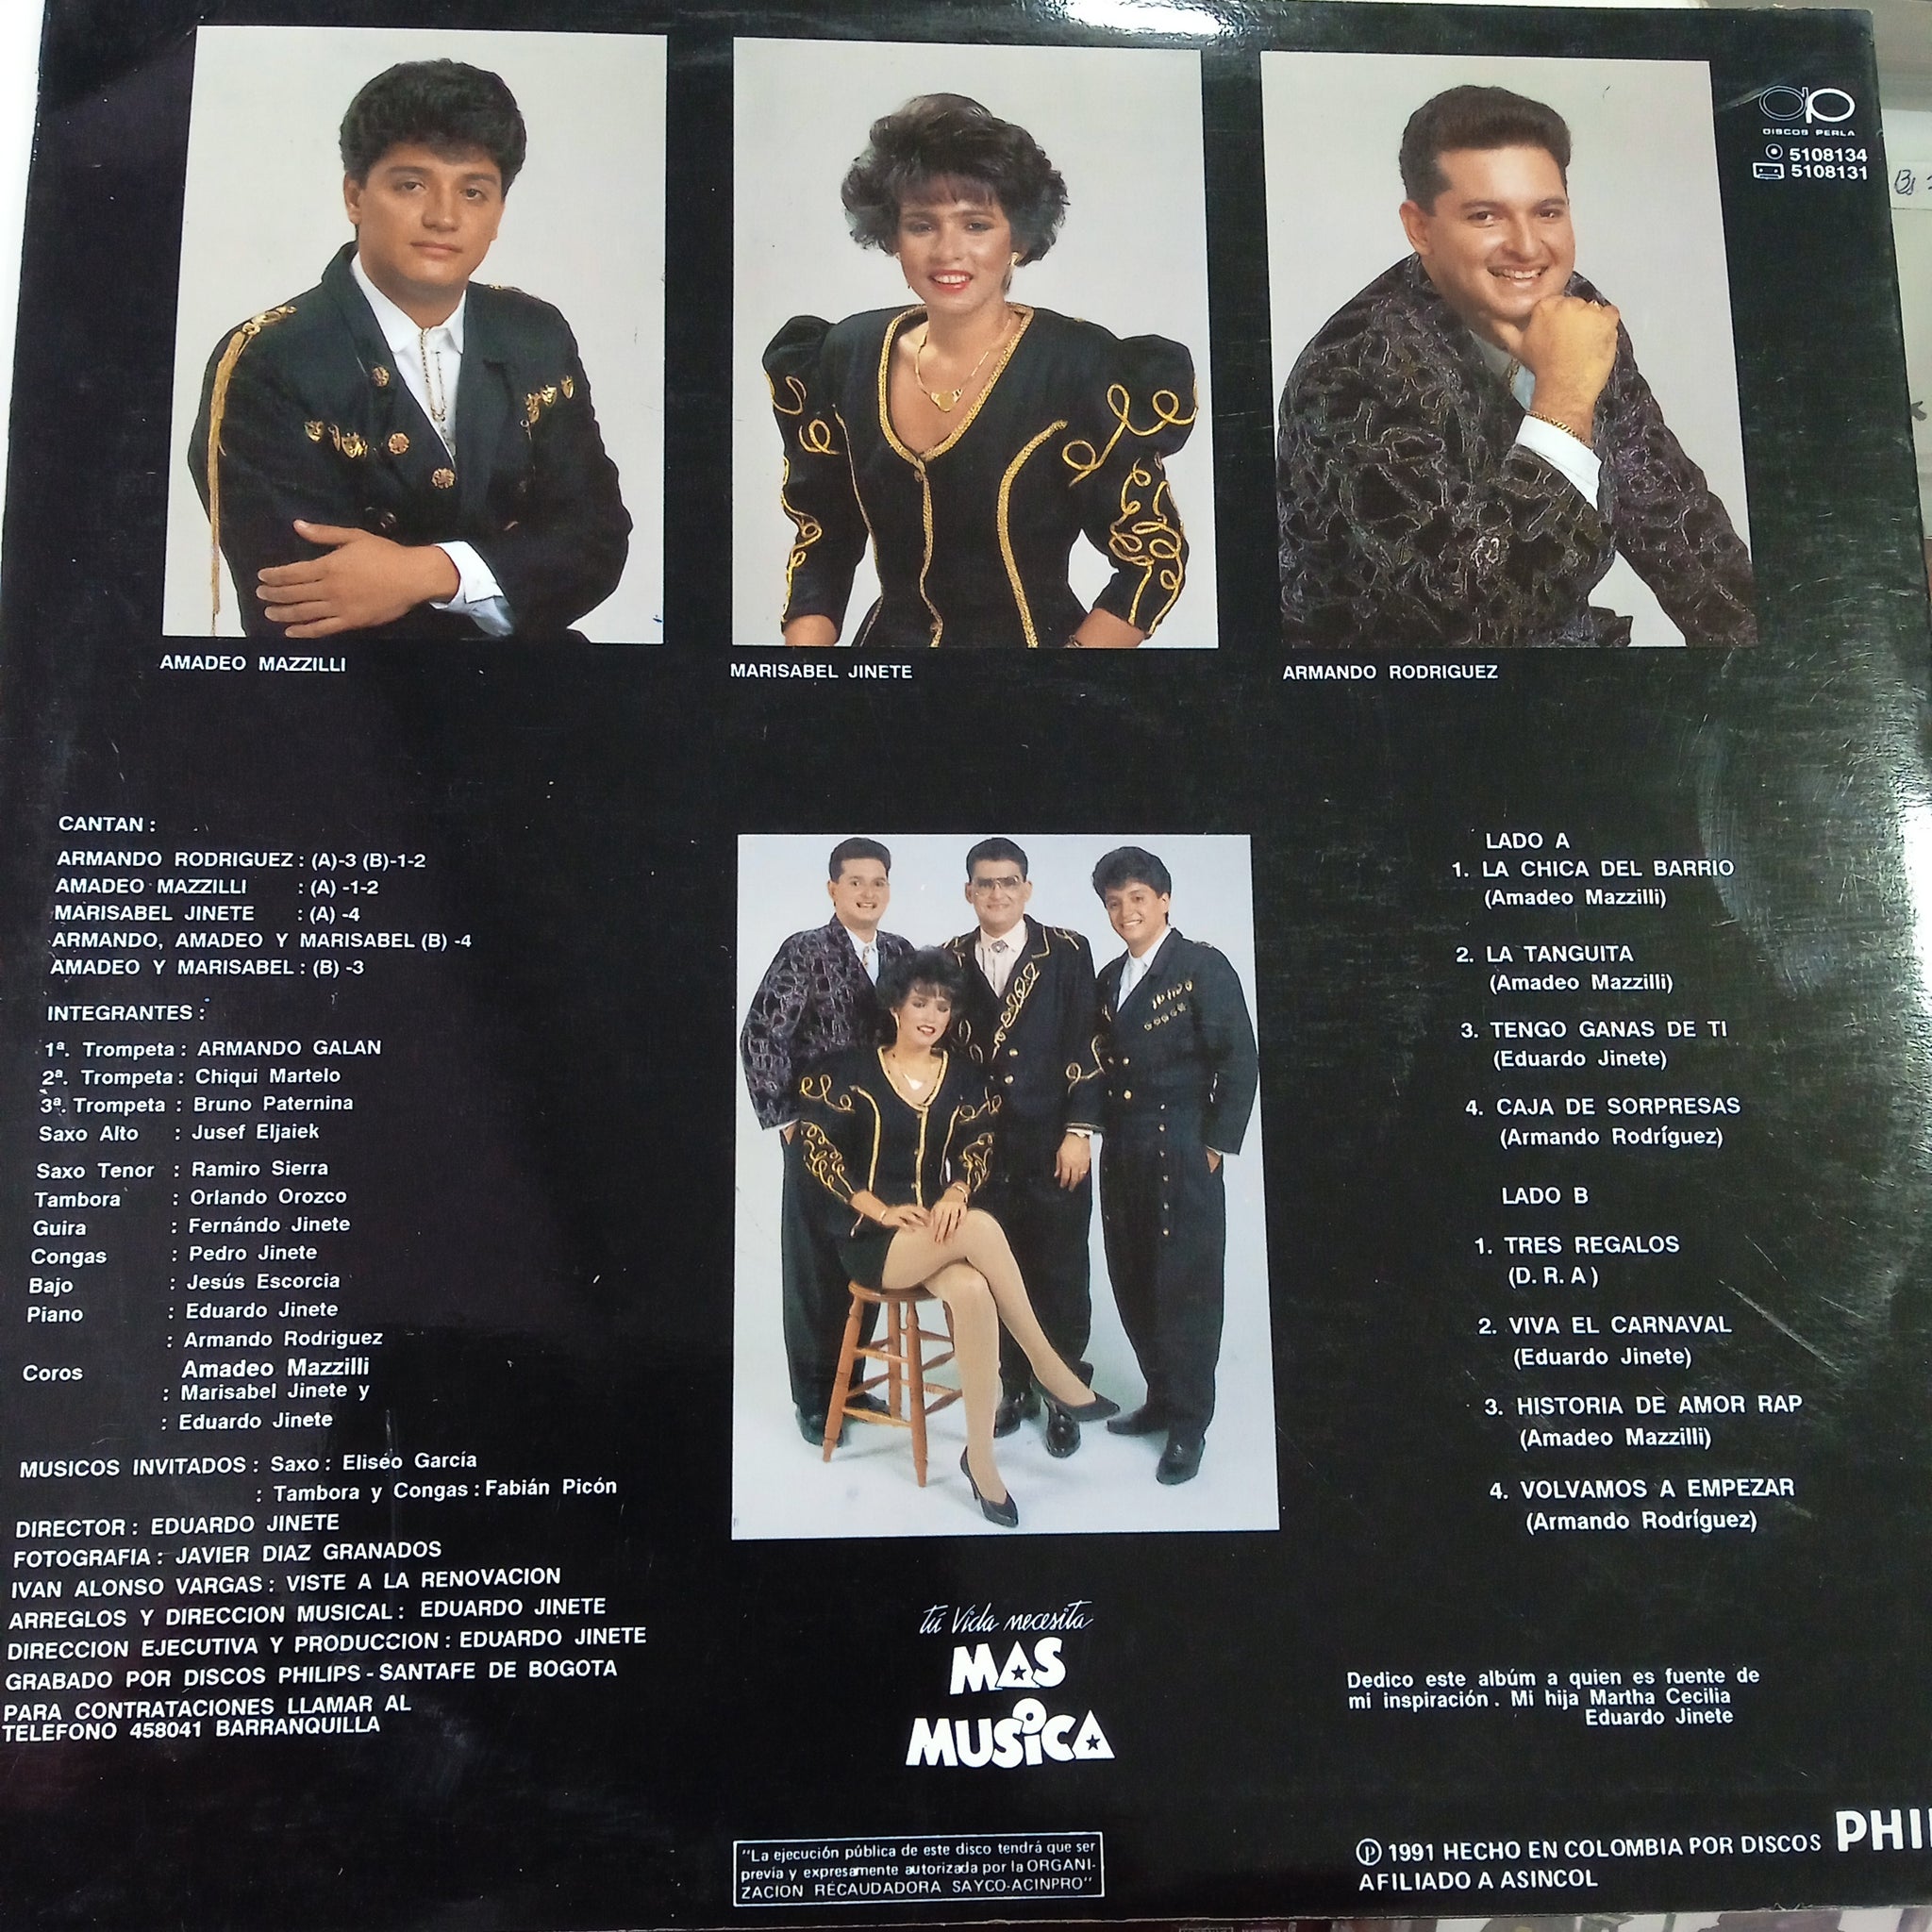 DISCOS PERLA
5108134
5108131
AMADEO MAZZILLI
MARISABEL JINETE
ARMANDO RODRIGUEZ
CANTAN :
ARMANDO RODRIGUEZ : (A)-3 (B)-1-2
AMADEO MAZZILLI : (A) -1-2
MARISABEL JINETE : (A) -4
ARMANDO, AMADEO Y MARISABEL (B) -4
AMADEO Y MARISABEL : (B) -3
INTEGRANTES :
1ª. Trompeta : ARMANDO GALAN
2ª. Trompeta : Chiqui Martelo
3ª. Trompeta : Bruno Paternina
Saxo Alto : Jusef Eljaiek
Saxo Tenor : Ramiro Sierra
Tambora : Orlando Orozco
Guira : Fernándo Jinete
Congas : Pedro Jinete
Bajo : Jesús Escorcia
Piano : Eduardo Jinete
: Armando Rodriguez
Coros Amadeo Mazzilli
: Marisabel Jinete y
: Eduardo Jinete
MUSICOS INVITADOS : Saxo : Eliséo García
: Tambora y Congas : Fabián Picón
DIRECTOR : EDUARDO JINETE
FOTOGRAFIA : JAVIER DIAZ GRANADOS
IVAN ALONSO VARGAS : VISTE A LA RENOVACION
ARREGLOS Y DIRECCION MUSICAL : EDUARDO JINETE
DIRECCION EJECUTIVA Y PRODUCCION : EDUARDO JINETE
GRABADO POR DISCOS PHILIPS - SANTAFE DE BOGOTA
PARA CONTRATACIONES LLAMAR AL
TELEFONO 458041 BARRANQUILLA
LADO A
1. LA CHICA DEL BARRIO
(Amadeo Mazzilli)
2. LA TANGUITA
(Amadeo Mazzilli)
3. TENGO GANAS DE TI
(Eduardo Jinete)
4. CAJA DE SORPRESAS
(Armando Rodríguez)
LADO B
1. TRES REGALOS
(D. R. A )
2. VIVA EL CARNAVAL
(Eduardo Jinete)
3. HISTORIA DE AMOR RAP
(Amadeo Mazzilli)
4. VOLVAMOS A EMPEZAR
(Armando Rodríguez)
tú Vida necesita
MAS
MUSiCA
Dedico este albúm a quien es fuente de
mi inspiración . Mi hija Martha Cecilia
Eduardo Jinete
"La ejecución pública de este disco tendrá que ser
previa y expresamente autorizada por la ORGANI-
ZACION RECAUDADORA SAYCO-ACINPRO"
℗ 1991 HECHO EN COLOMBIA POR DISCOS
AFILIADO A ASINCOL